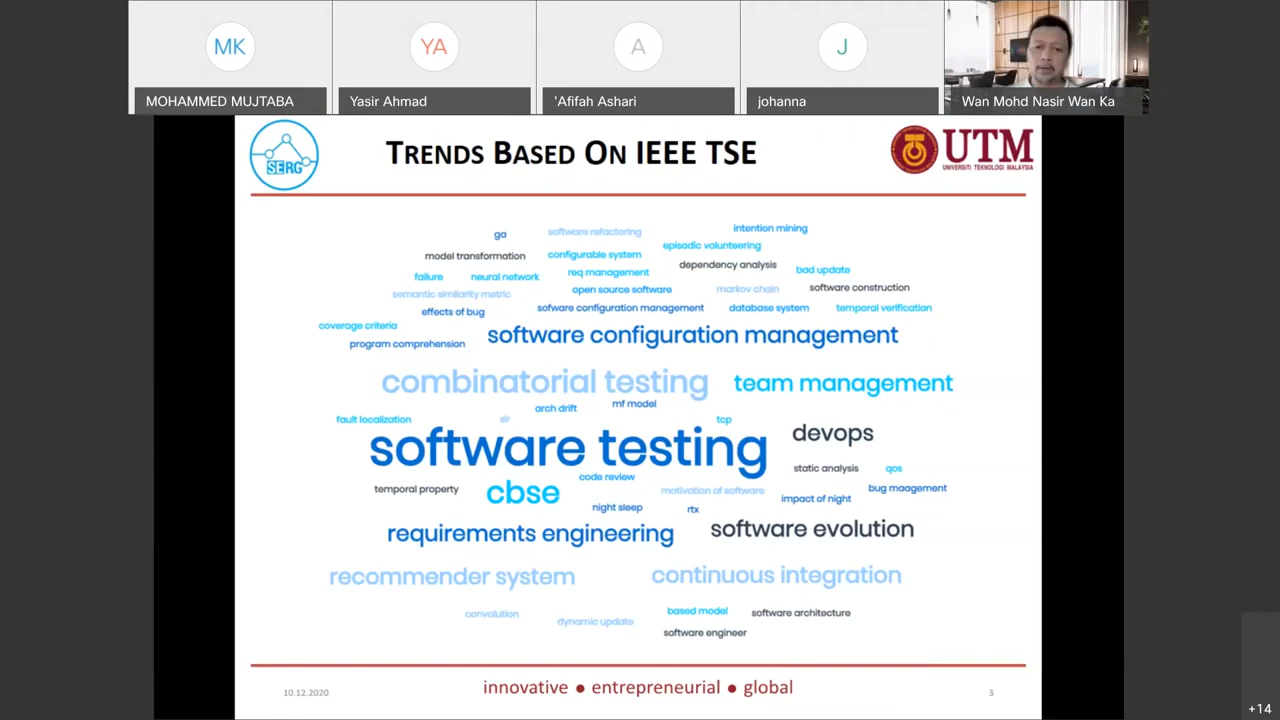 MK
YA
A
J
MOHAMMED MUJTABA
Yasir Ahmad
'Afifah Ashari
johanna
Wan Mohd Nasir Wan Ka
SERG
TRENDS BASED ON IEEE TSE
UTM
UNIVERSITI TEKNOLOGI MALAYSIA
ga
software refactoring
intention mining
model transformation
configurable system
episodic volunteering
dependency analysis
failure
neural network
req management
bad update
semantic similarity metric
open source software
markov chain
software construction
effects of bug
sofware configuration management
database system
temporal verification
coverage criteria
program comprehension
software configuration management
combinatorial testing
team management
arch drift
mf model
fault localization
slr
tcp
software testing
devops
static analysis
qos
code review
temporal property
cbse
motivation of software
impact of night
bug maagement
night sleep
rtx
requirements engineering
software evolution
recommender system
continuous integration
convolution
dynamic update
based model
software architecture
software engineer
10.12.2020
innovative ● entrepreneurial ● global
3
+14